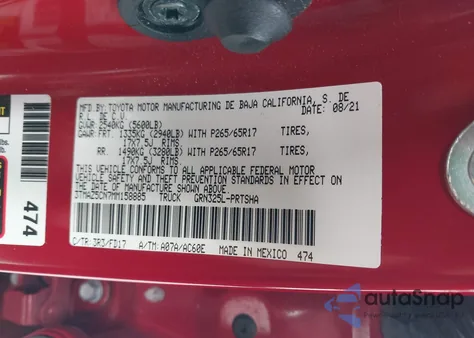 MFD.BY:TOYOTA MOTOR MANUFACTURING DE BAJA CALIFORNIA, S. DE
R.L. DE C.V. 08/21
GVWR 2540KG (5600LB)
GAWR FRT. 1335KG (2940LB) WITH P265/65R17 TIRES,
17X7.5J RIMS
RR. 1490KG (3280LB) WITH P265/65R17 TIRES,
17X7.5J RIMS
THIS VEHICLE CONFORMS TO ALL APPLICABLE FEDERAL MOTOR
VEHICLE SAFETY AND THEFT PREVENTION STANDARDS IN EFFECT ON
THE DATE OF MANUFACTURE SHOWN ABOVE.
3TYAZ5CN7MM158885 TRUCK GRN325L-PRTSHA
C/TR:3R3/FD17 A/TM:A07A/AC60E MADE IN MEXICO 474
474
autoSnap